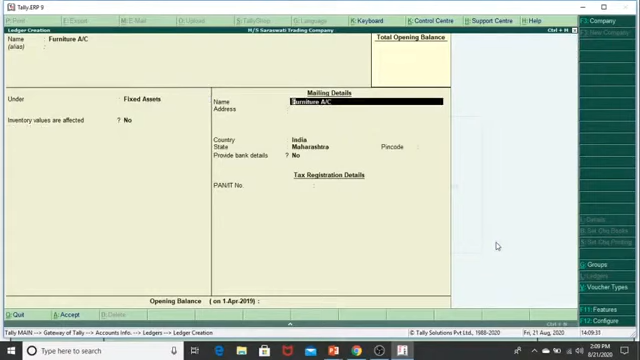 Tally.ERP 9
P: Print
E: Export
M: E-Mail
O: Upload
S: TallyShop
G: Language
K: Keyboard
K: Control Centre
H: Support Centre
H: Help
F3: Company
Ledger Creation
M/S Saraswati Trading Company
Ctrl + M
Name : Furniture A/C
(alias) :
Total Opening Balance
Under : Fixed Assets
Inventory values are affected ? No
Mailing Details
Name : Furniture A/C
Address :
Country : India
State : Maharashtra
Pincode :
Provide bank details ? No
Tax Registration Details
PAN/IT No :
G: Groups
L: Ledgers
V: Voucher Types
F11: Features
F12: Configure
Opening Balance ( on 1-Apr-2019) :
Q: Quit
A: Accept
D: Delete
Tally MAIN --> Gateway of Tally --> Accounts Info. --> Ledgers --> Ledger Creation
© Tally Solutions Pvt Ltd., 1988-2020
Fri, 21 Aug, 2020
14:09:31
Type here to search
2:09 PM
8/21/2020